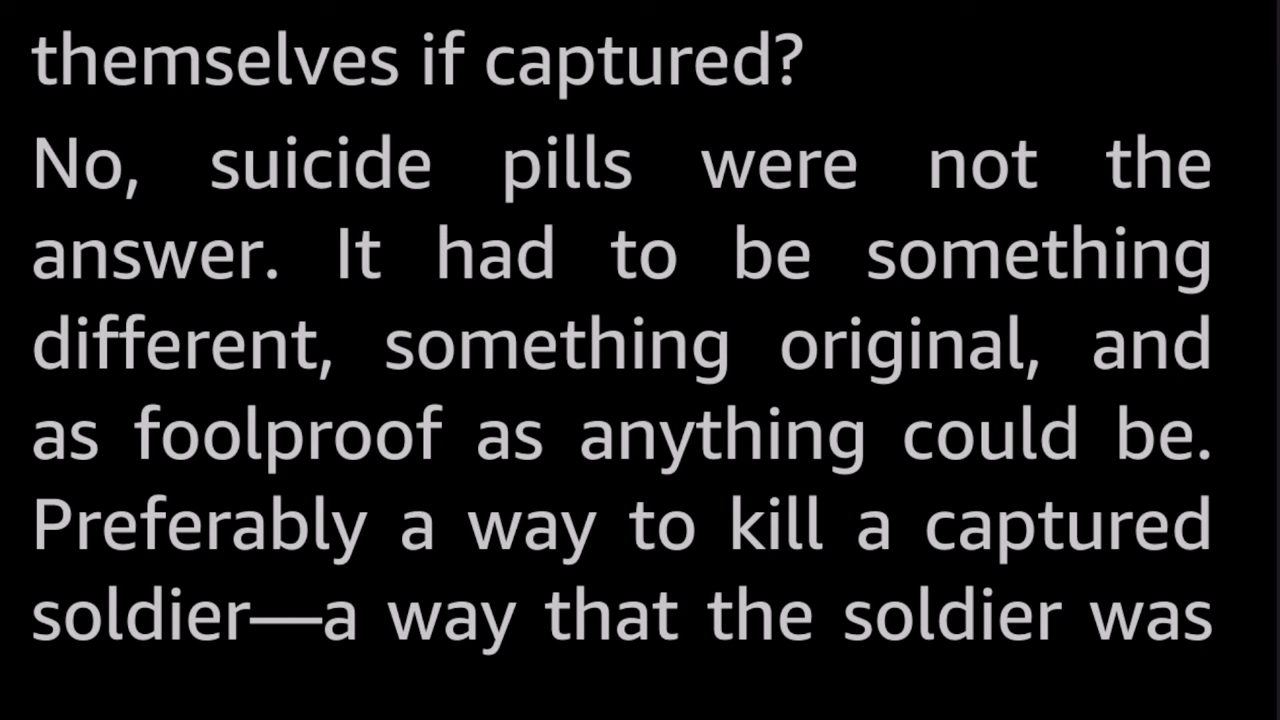 themselves if captured?
No, suicide pills were not the
answer. It had to be something
different, something original, and
as foolproof as anything could be.
Preferably a way to kill a captured
soldier—a way that the soldier was